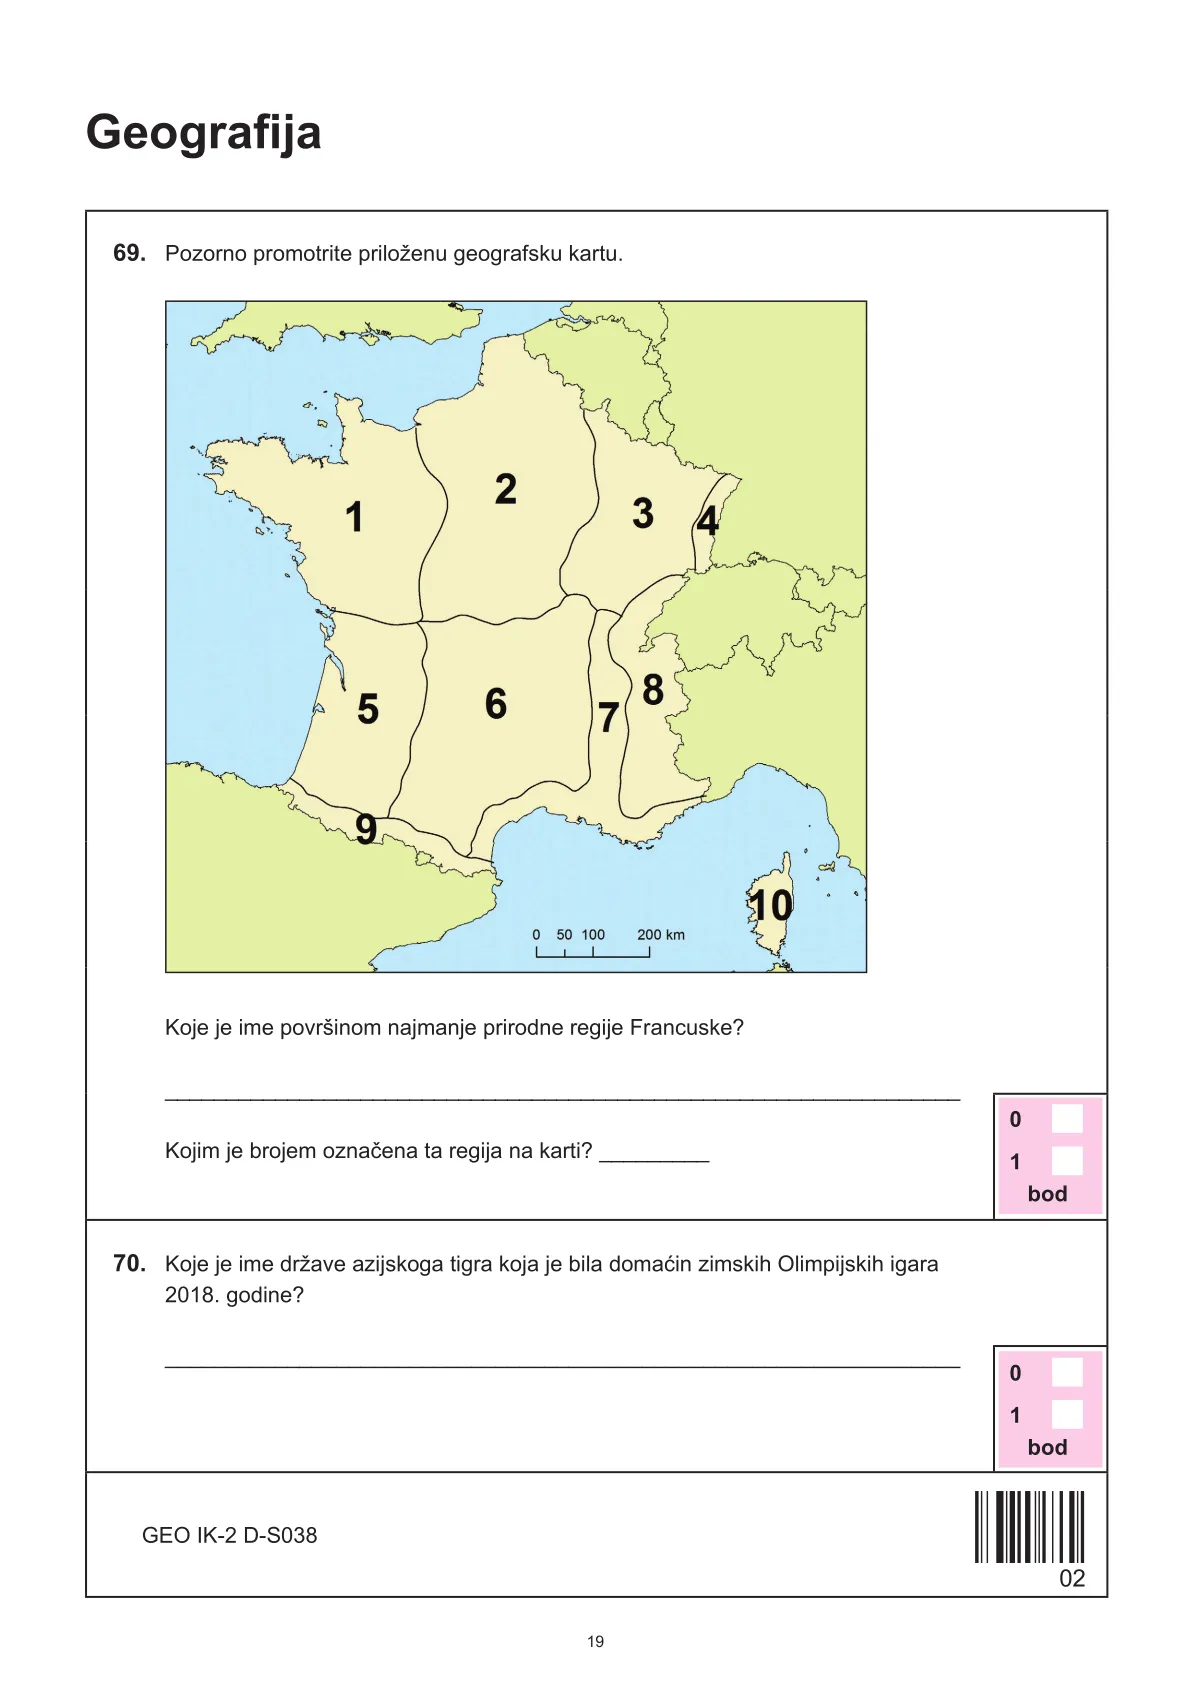 Geografija
69. Pozorno promotrite priloženu geografsku kartu.
1
2
3
4
5
6
7
8
9
10
0 50 100 200 km
Koje je ime površinom najmanje prirodne regije Francuske?
Kojim je brojem označena ta regija na karti? _________
0
1
bod
70. Koje je ime države azijskoga tigra koja je bila domaćin zimskih Olimpijskih igara
2018. godine?
0
1
bod
GEO IK-2 D-S038
02
19